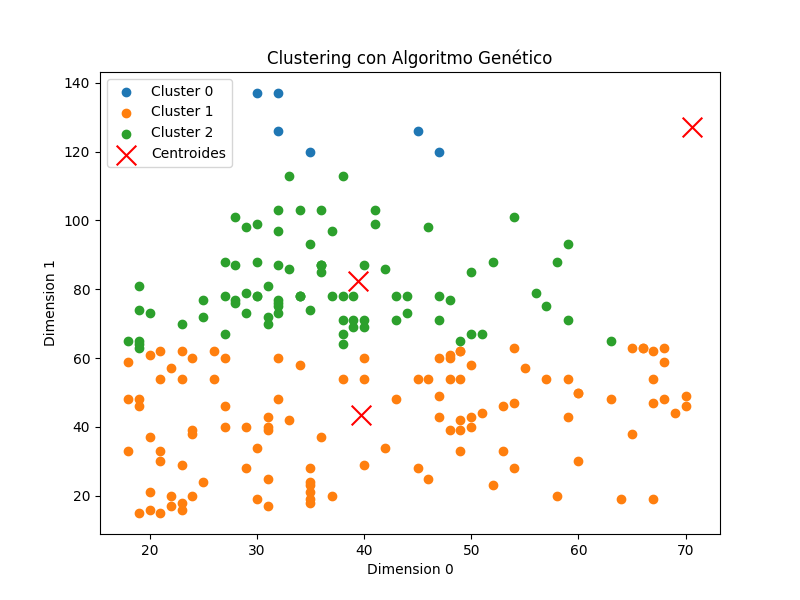 Clustering con Algoritmo Genético
Cluster 0
Cluster 1
Cluster 2
Centroides
Dimension 1
140
120
100
80
60
40
20
20 30 40 50 60 70
Dimension 0